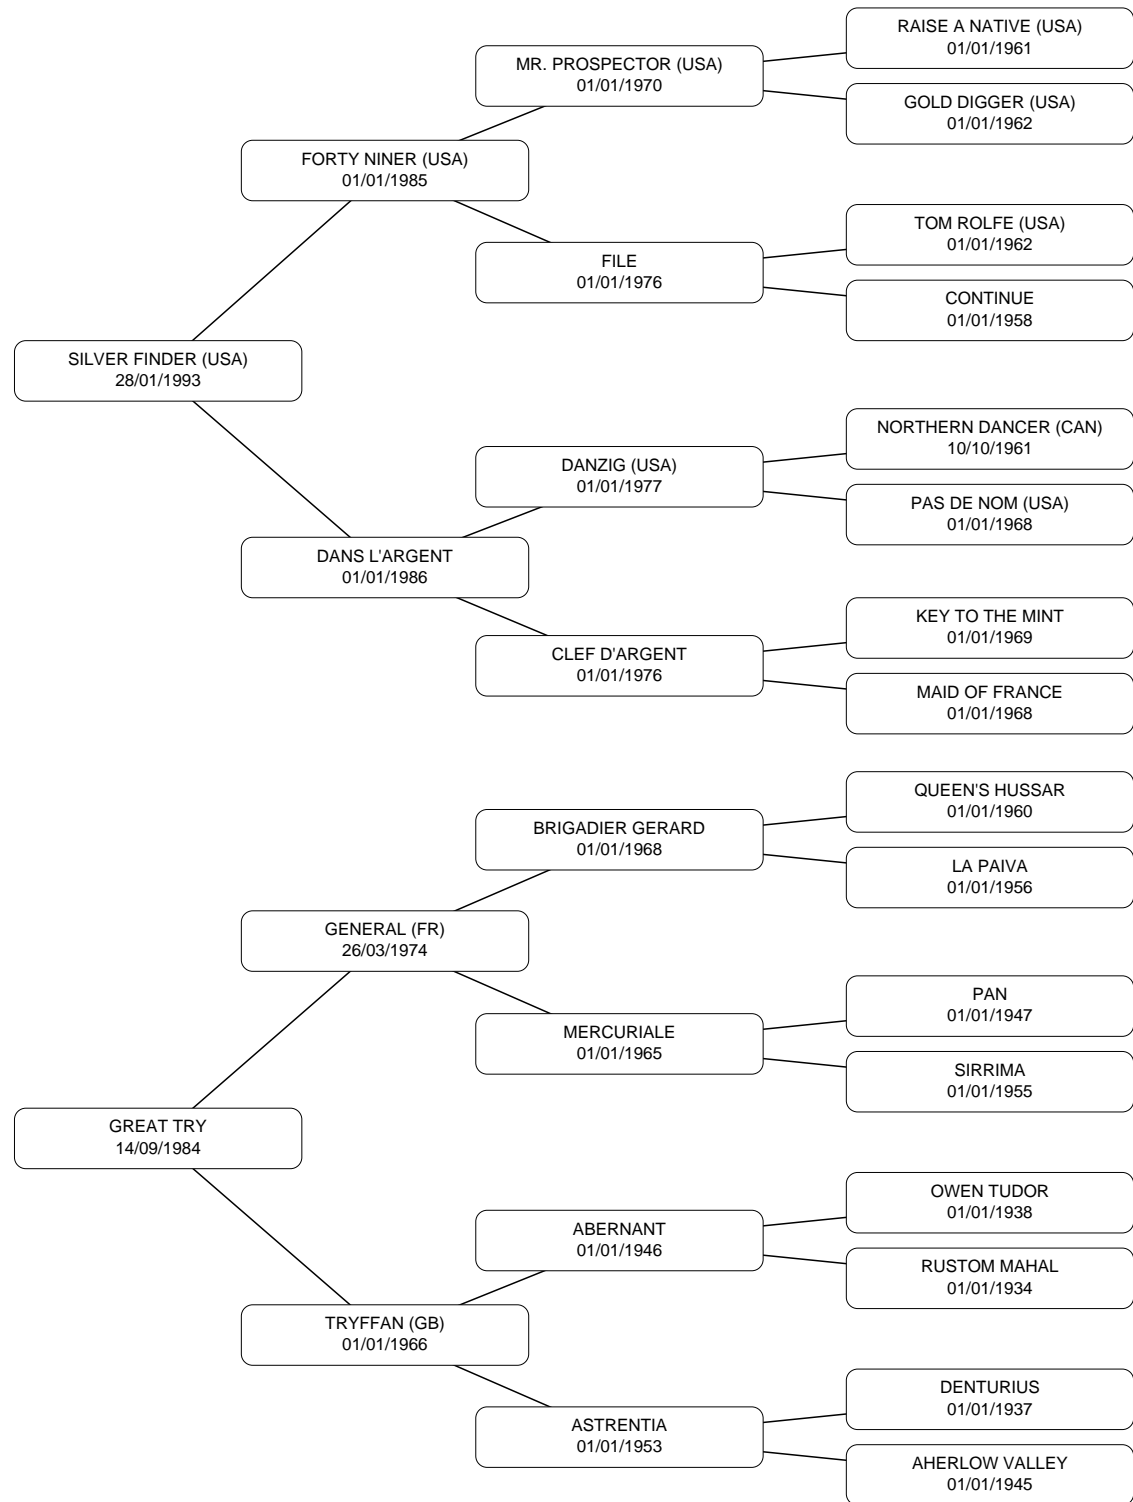 RAISE A NATIVE (USA)
01/01/1961
MR. PROSPECTOR (USA)
01/01/1970
GOLD DIGGER (USA)
01/01/1962
FORTY NINER (USA)
01/01/1985
TOM ROLFE (USA)
01/01/1962
FILE
01/01/1976
CONTINUE
01/01/1958
SILVER FINDER (USA)
28/01/1993
NORTHERN DANCER (CAN)
10/10/1961
DANZIG (USA)
01/01/1977
PAS DE NOM (USA)
01/01/1968
DANS L'ARGENT
01/01/1986
KEY TO THE MINT
01/01/1969
CLEF D'ARGENT
01/01/1976
MAID OF FRANCE
01/01/1968
QUEEN'S HUSSAR
01/01/1960
BRIGADIER GERARD
01/01/1968
LA PAIVA
01/01/1956
GENERAL (FR)
26/03/1974
PAN
01/01/1947
MERCURIALE
01/01/1965
SIRRIMA
01/01/1955
GREAT TRY
14/09/1984
OWEN TUDOR
01/01/1938
ABERNANT
01/01/1946
RUSTOM MAHAL
01/01/1934
TRYFFAN (GB)
01/01/1966
DENTURIUS
01/01/1937
ASTRENTIA
01/01/1953
AHERLOW VALLEY
01/01/1945